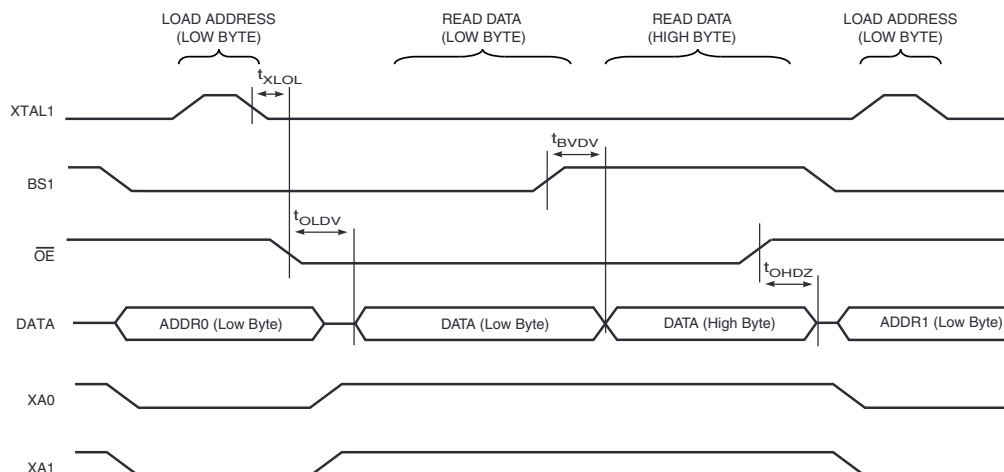 LOAD ADDRESS
(LOW BYTE)
READ DATA
(LOW BYTE)
READ DATA
(HIGH BYTE)
LOAD ADDRESS
(LOW BYTE)
tXLOL
XTAL1
tBVDV
BS1
tOLDV
OE
tOHDZ
DATA
ADDR0 (Low Byte)
DATA (Low Byte)
DATA (High Byte)
ADDR1 (Low Byte)
XA0
XA1